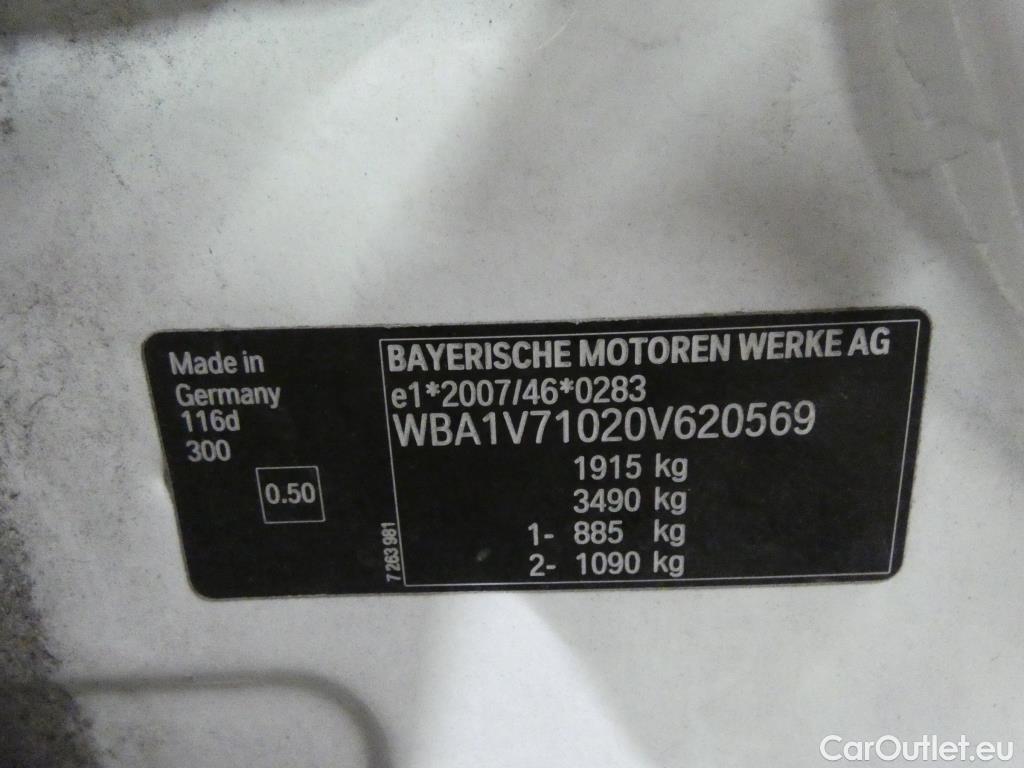 Made in
Germany
116d
300
0.50
7 263 981
BAYERISCHE MOTOREN WERKE AG
e1*2007/46*0283
WBA1V71020V620569
1915 kg
3490 kg
1- 885 kg
2- 1090 kg
CarOutlet.eu